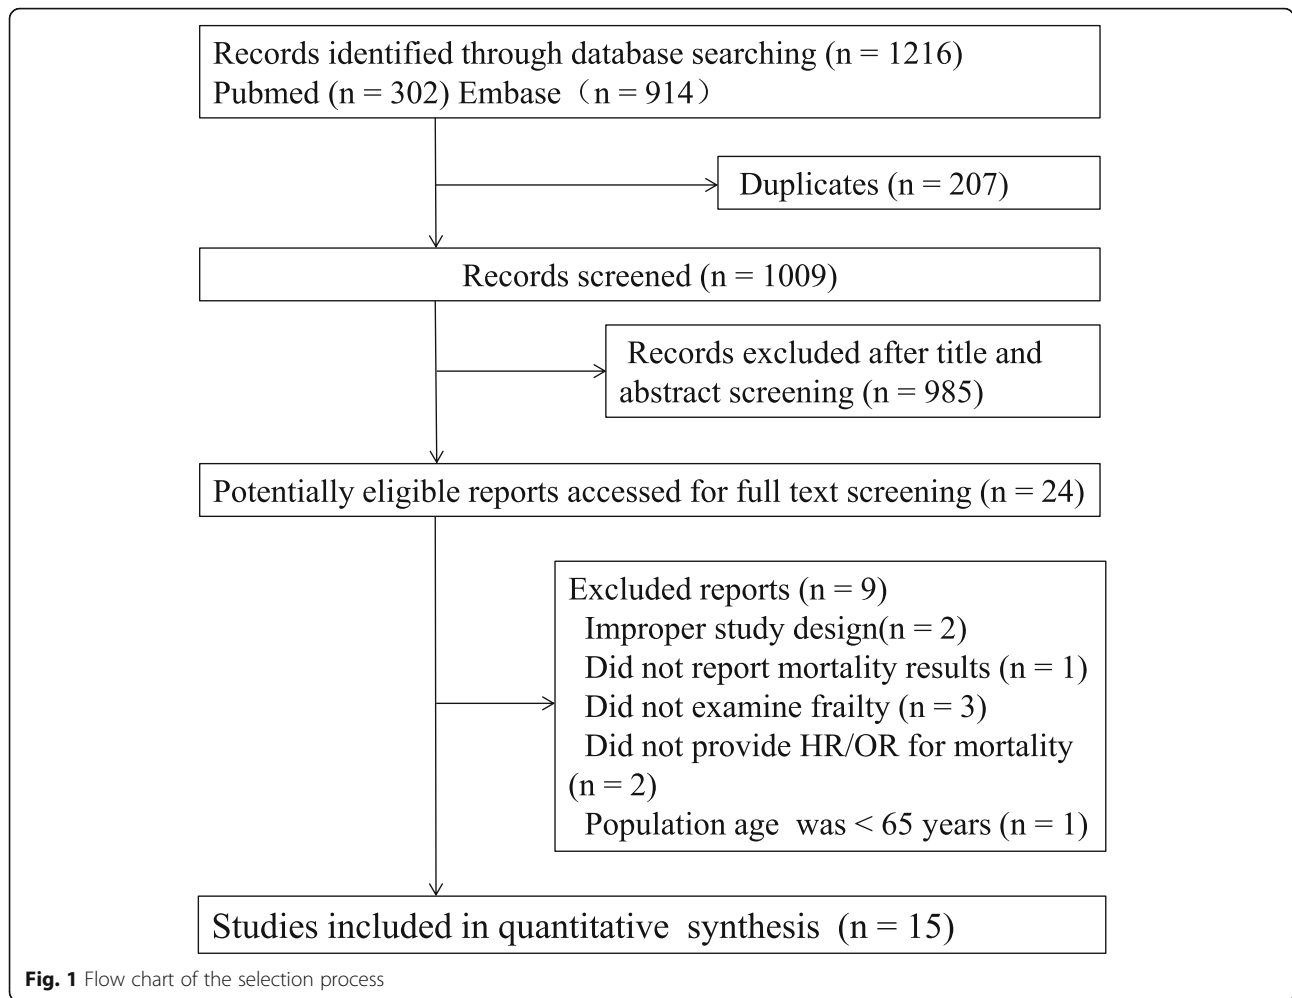 Records identified through database searching (n = 1216)
Pubmed (n = 302) Embase（n = 914）
Duplicates (n = 207)
Records screened (n = 1009)
Records excluded after title and
abstract screening (n = 985)
Potentially eligible reports accessed for full text screening (n = 24)
Excluded reports (n = 9)
Improper study design(n = 2)
Did not report mortality results (n = 1)
Did not examine frailty (n = 3)
Did not provide HR/OR for mortality
(n = 2)
Population age was < 65 years (n = 1)
Studies included in quantitative synthesis (n = 15)
Fig. 1 Flow chart of the selection process